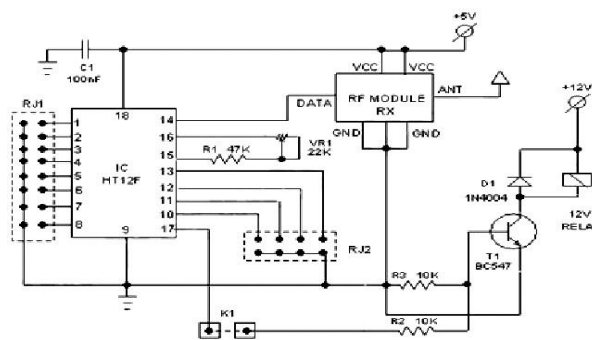 +5V
C1
100nF
VCC
VCC
+12V
RJ1
18
14
DATA
RF MODULE
RX
ANT
1
2
3
4
5
6
7
8
IC
HT12F
16
15
13
12
11
10
17
9
R1
47K
VR1
22K
GND
GND
D1
1N4004
12V
RELA
T1
BC547
RJ2
R3
10K
R2
10K
K1